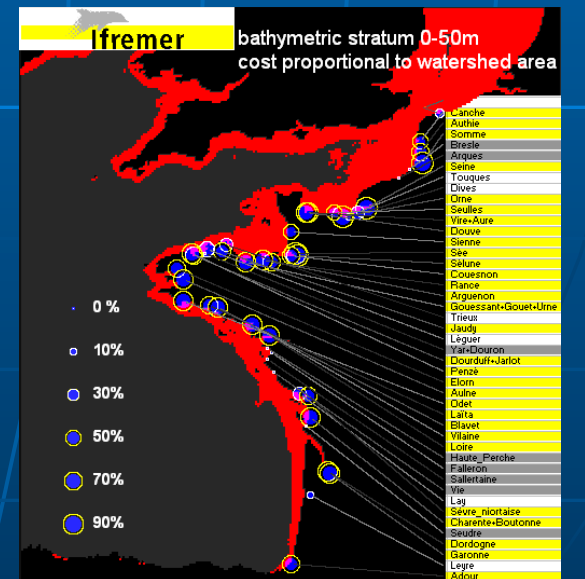 Ifremer
bathymetric stratum 0-50m
cost proportional to watershed area
Canche
Authie
Somme
Bresle
Arques
Seine
Touques
Dives
Orne
Seulles
Vire+Aure
Douve
Sienne
Sée
Sélune
Couesnon
Rance
Arguenon
Gouessant+Gouet+Urne
Trieux
Jaudy
Léguer
Yar+Douron
Dourduff+Jarlot
Penzé
Elorn
Aulne
Odet
Laïta
Blavet
Vilaine
Loire
Haute_Perche
Falleron
Sallertaine
Vie
Lay
Sèvre_niortaise
Charente+Boutonne
Seudre
Dordogne
Garonne
Leyre
Adour
0 %
10%
30%
50%
70%
90%